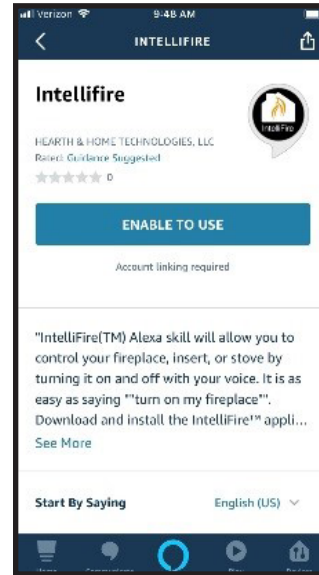 Verizon 9:48 AM
INTELLIFIRE
Intellifire
IntelliFire
HEARTH & HOME TECHNOLOGIES, LLC
Rated: Guidance Suggested
0
ENABLE TO USE
Account linking required
"IntelliFire(TM) Alexa skill will allow you to
control your fireplace, insert, or stove by
turning it on and off with your voice. It is as
easy as saying ""turn on my fireplace"".
Download and install the IntelliFire™ appli...
See More
Start By Saying English (US)